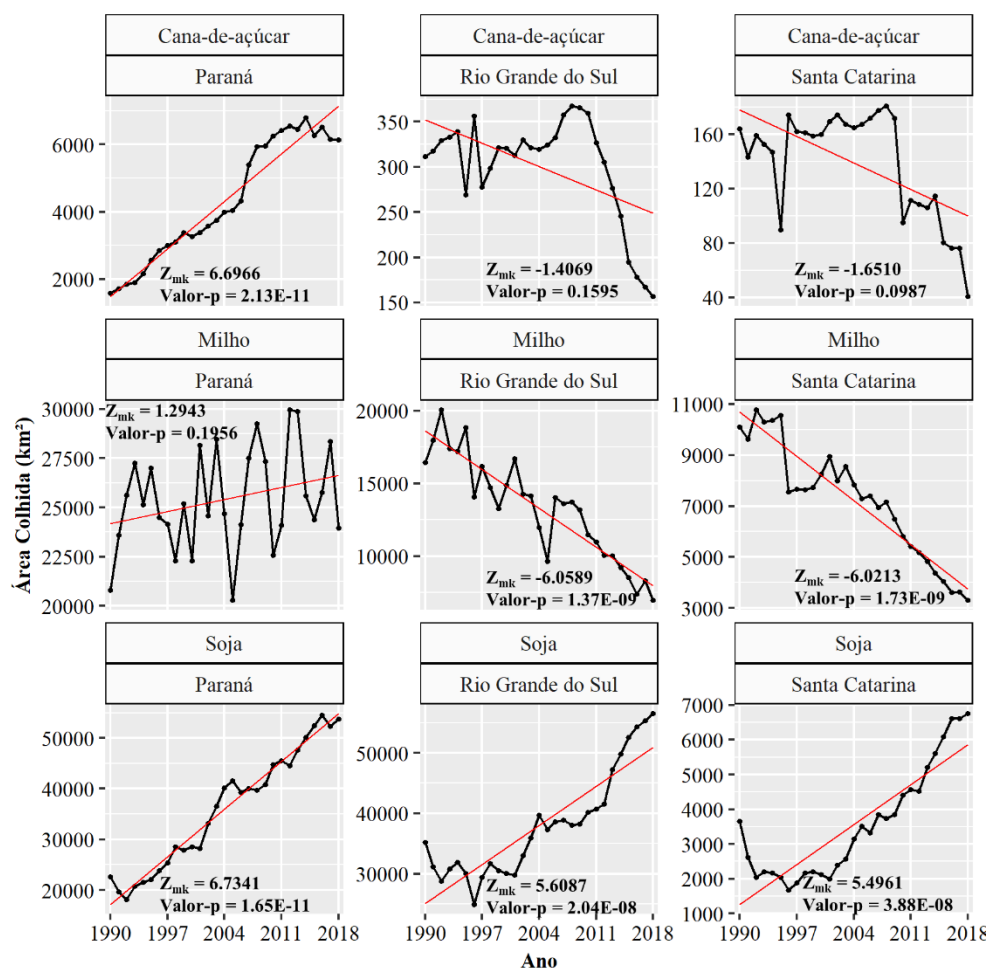 Cana-de-açúcar
Paraná
Cana-de-açúcar
Rio Grande do Sul
Cana-de-açúcar
Santa Catarina
6000
4000
2000
Zmk = 6.6966
Valor-p = 2.13E-11
350
300
250
200
150
Zmk = -1.4069
Valor-p = 0.1595
160
120
80
40
Zmk = -1.6510
Valor-p = 0.0987
Milho
Paraná
Milho
Rio Grande do Sul
Milho
Santa Catarina
Área Colhida (km²)
30000
27500
25000
22500
20000
Zmk = 1.2943
Valor-p = 0.1956
20000
15000
10000
Zmk = -6.0589
Valor-p = 1.37E-09
11000
9000
7000
5000
3000
Zmk = -6.0213
Valor-p = 1.73E-09
Soja
Paraná
Soja
Rio Grande do Sul
Soja
Santa Catarina
50000
40000
30000
20000
Zmk = 6.7341
Valor-p = 1.65E-11
50000
40000
30000
Zmk = 5.6087
Valor-p = 2.04E-08
7000
6000
5000
4000
3000
2000
1000
Zmk = 5.4961
Valor-p = 3.88E-08
1990 1997 2004 2011 2018
1990 1997 2004 2011 2018
1990 1997 2004 2011 2018
Ano